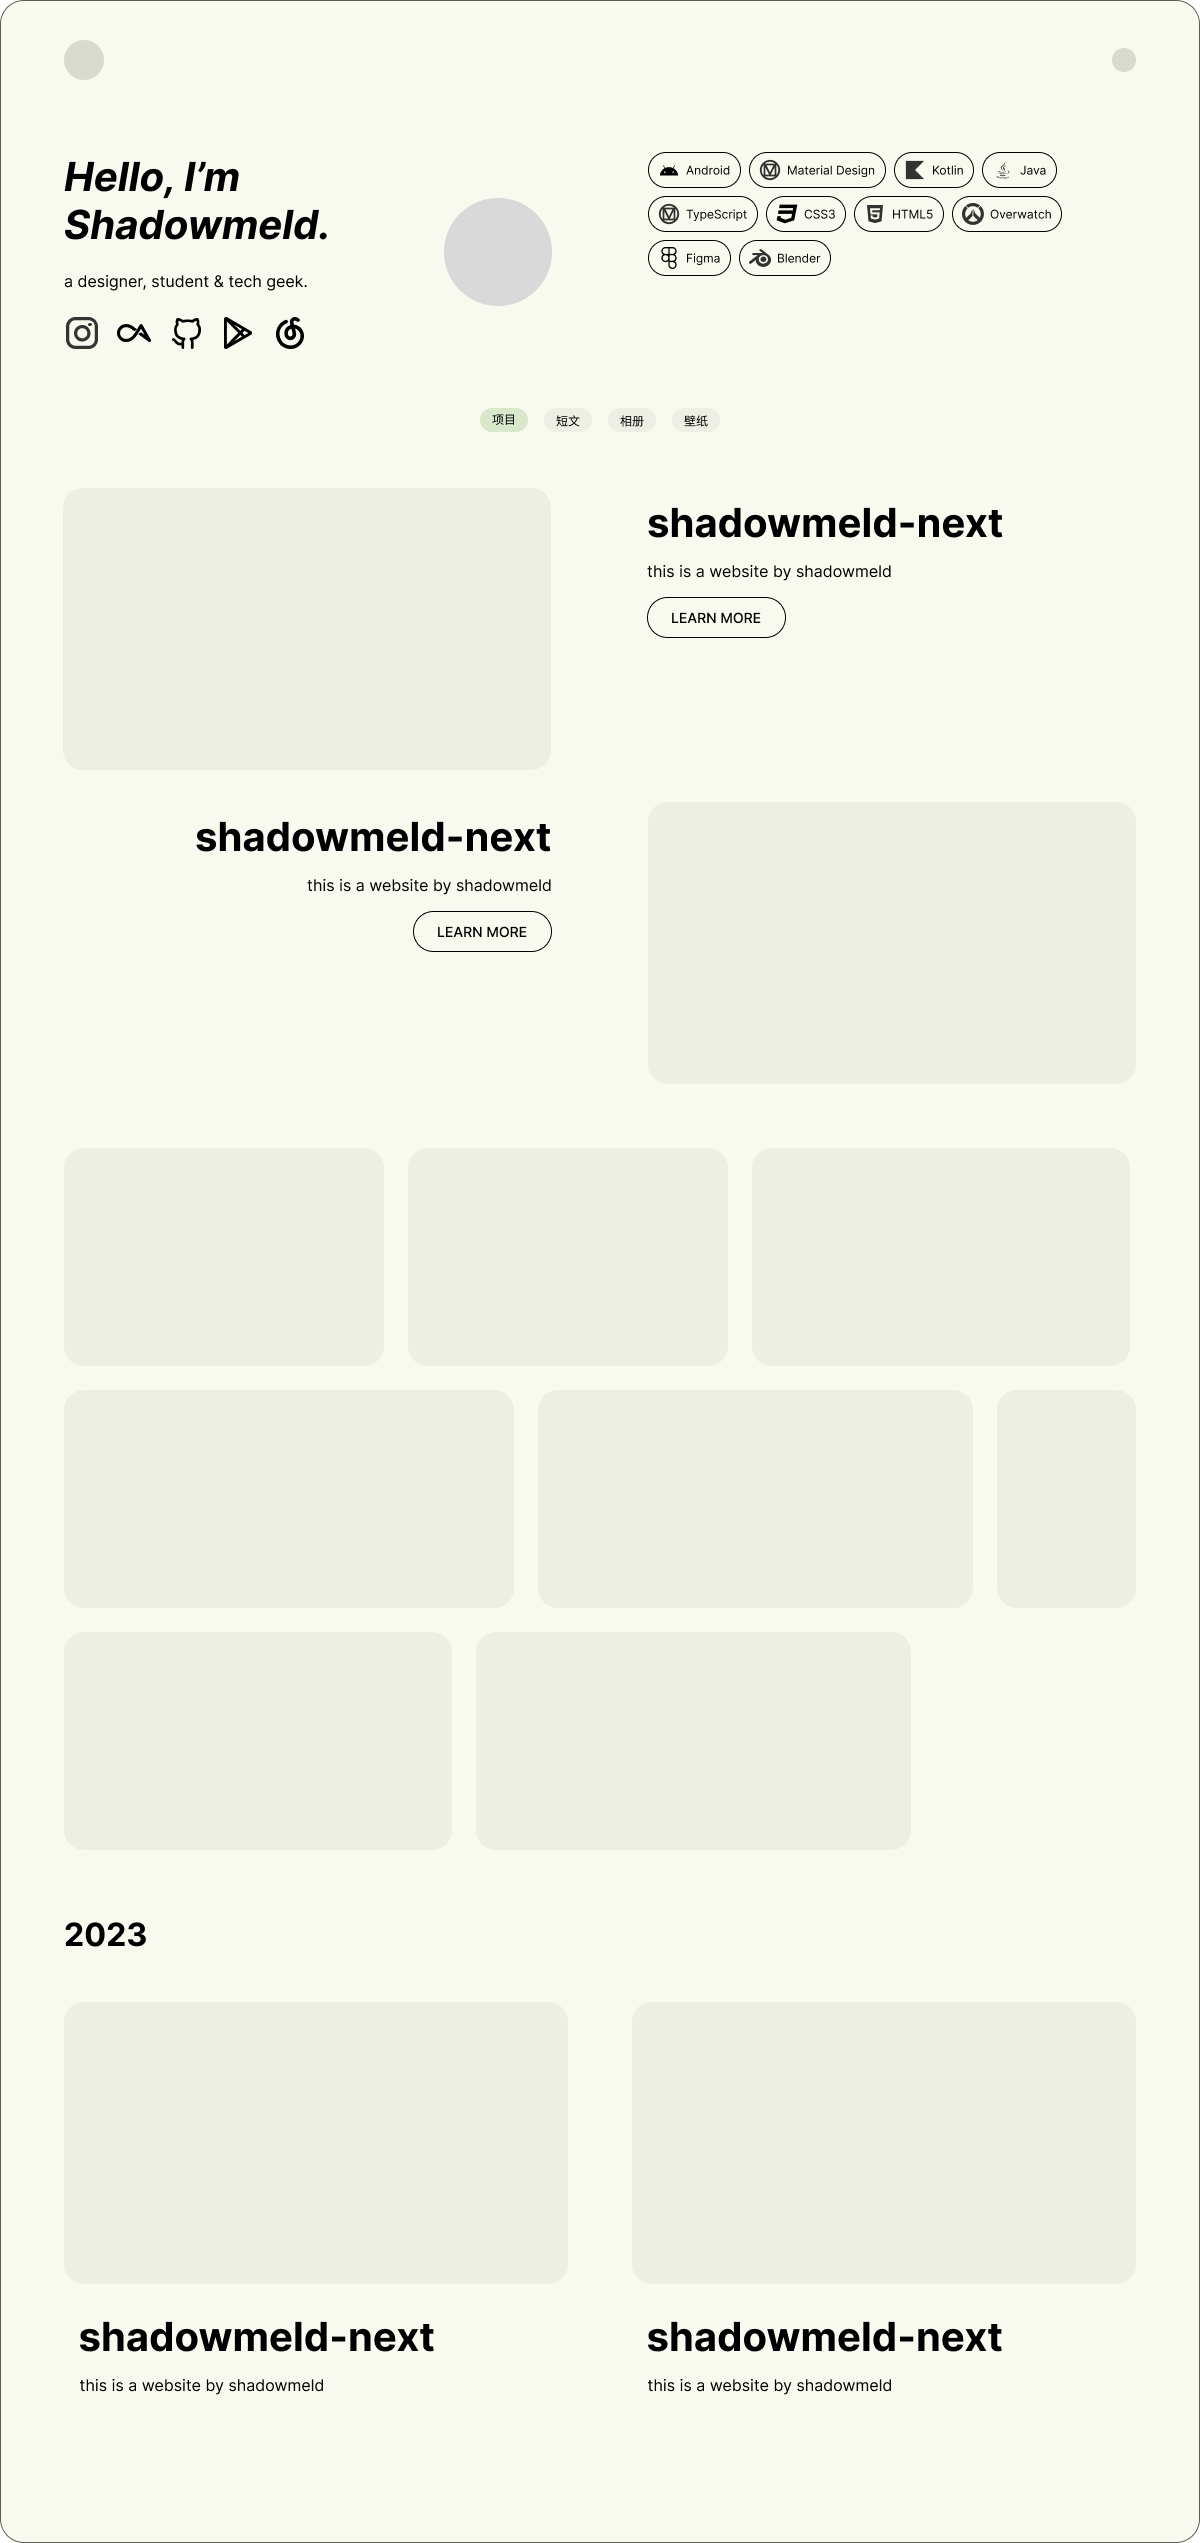 Hello, I’m
Shadowmeld.
a designer, student & tech geek.
Android
Material Design
Kotlin
Java
TypeScript
CSS3
HTML5
Overwatch
Figma
Blender
项目
短文
相册
壁纸
shadowmeld-next
this is a website by shadowmeld
LEARN MORE
shadowmeld-next
this is a website by shadowmeld
LEARN MORE
2023
shadowmeld-next
this is a website by shadowmeld
shadowmeld-next
this is a website by shadowmeld